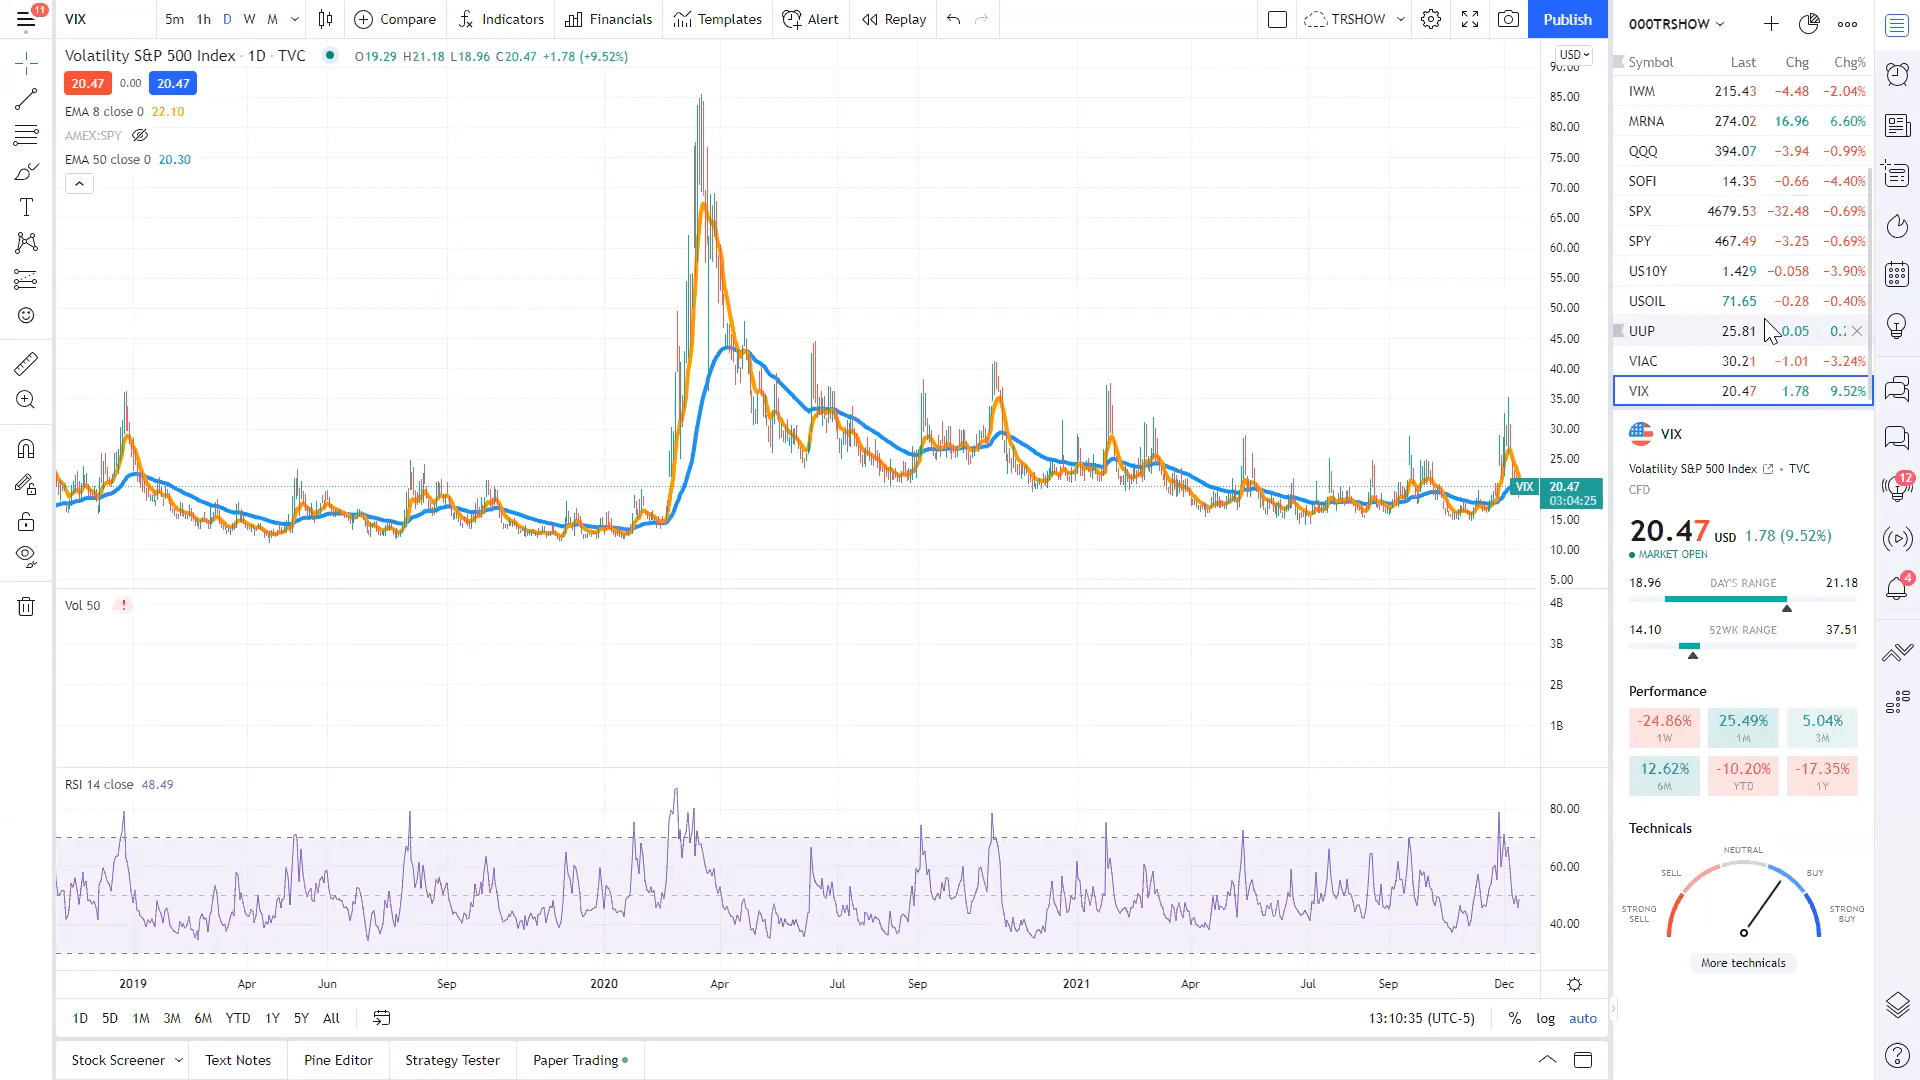 11
VIX 5m 1h D W M Compare Indicators Financials Templates Alert Replay TRSHOW Publish
000TRSHOW
Volatility S&P 500 Index · 1D · TVC O19.29 H21.18 L18.96 C20.47 +1.78 (+9.52%)
USD
20.47 0.00 20.47
EMA 8 close 0 22.10
AMEX:SPY
EMA 50 close 0 20.30
90.00
85.00
80.00
75.00
70.00
65.00
60.00
55.00
50.00
45.00
40.00
35.00
30.00
25.00
VIX 20.47
03:04:25
15.00
10.00
5.00
Vol 50 !
4B
3B
2B
1B
RSI 14 close 48.49
80.00
60.00
40.00
2019 Apr Jun Sep 2020 Apr Jul Sep 2021 Apr Jul Sep Dec
1D 5D 1M 3M 6M YTD 1Y 5Y All
13:10:35 (UTC-5) % log auto
Stock Screener Text Notes Pine Editor Strategy Tester Paper Trading
Symbol Last Chg Chg%
IWM 215.43 −4.48 −2.04%
MRNA 274.02 16.96 6.60%
QQQ 394.07 −3.94 −0.99%
SOFI 14.35 −0.66 −4.40%
SPX 4679.53 −32.48 −0.69%
SPY 467.49 −3.25 −0.69%
US10Y 1.429 −0.058 −3.90%
USOIL 71.65 −0.28 −0.40%
UUP 25.81 0.05
VIAC 30.21 −1.01 −3.24%
VIX 20.47 1.78 9.52%
VIX
Volatility S&P 500 Index • TVC
CFD
20.47 USD 1.78 (9.52%)
MARKET OPEN
18.96 DAY'S RANGE 21.18
14.10 52WK RANGE 37.51
Performance
-24.86% 25.49% 5.04%
1W 1M 3M
12.62% -10.20% -17.35%
6M YTD 1Y
Technicals
NEUTRAL
SELL BUY
STRONG SELL STRONG BUY
More technicals
12
4